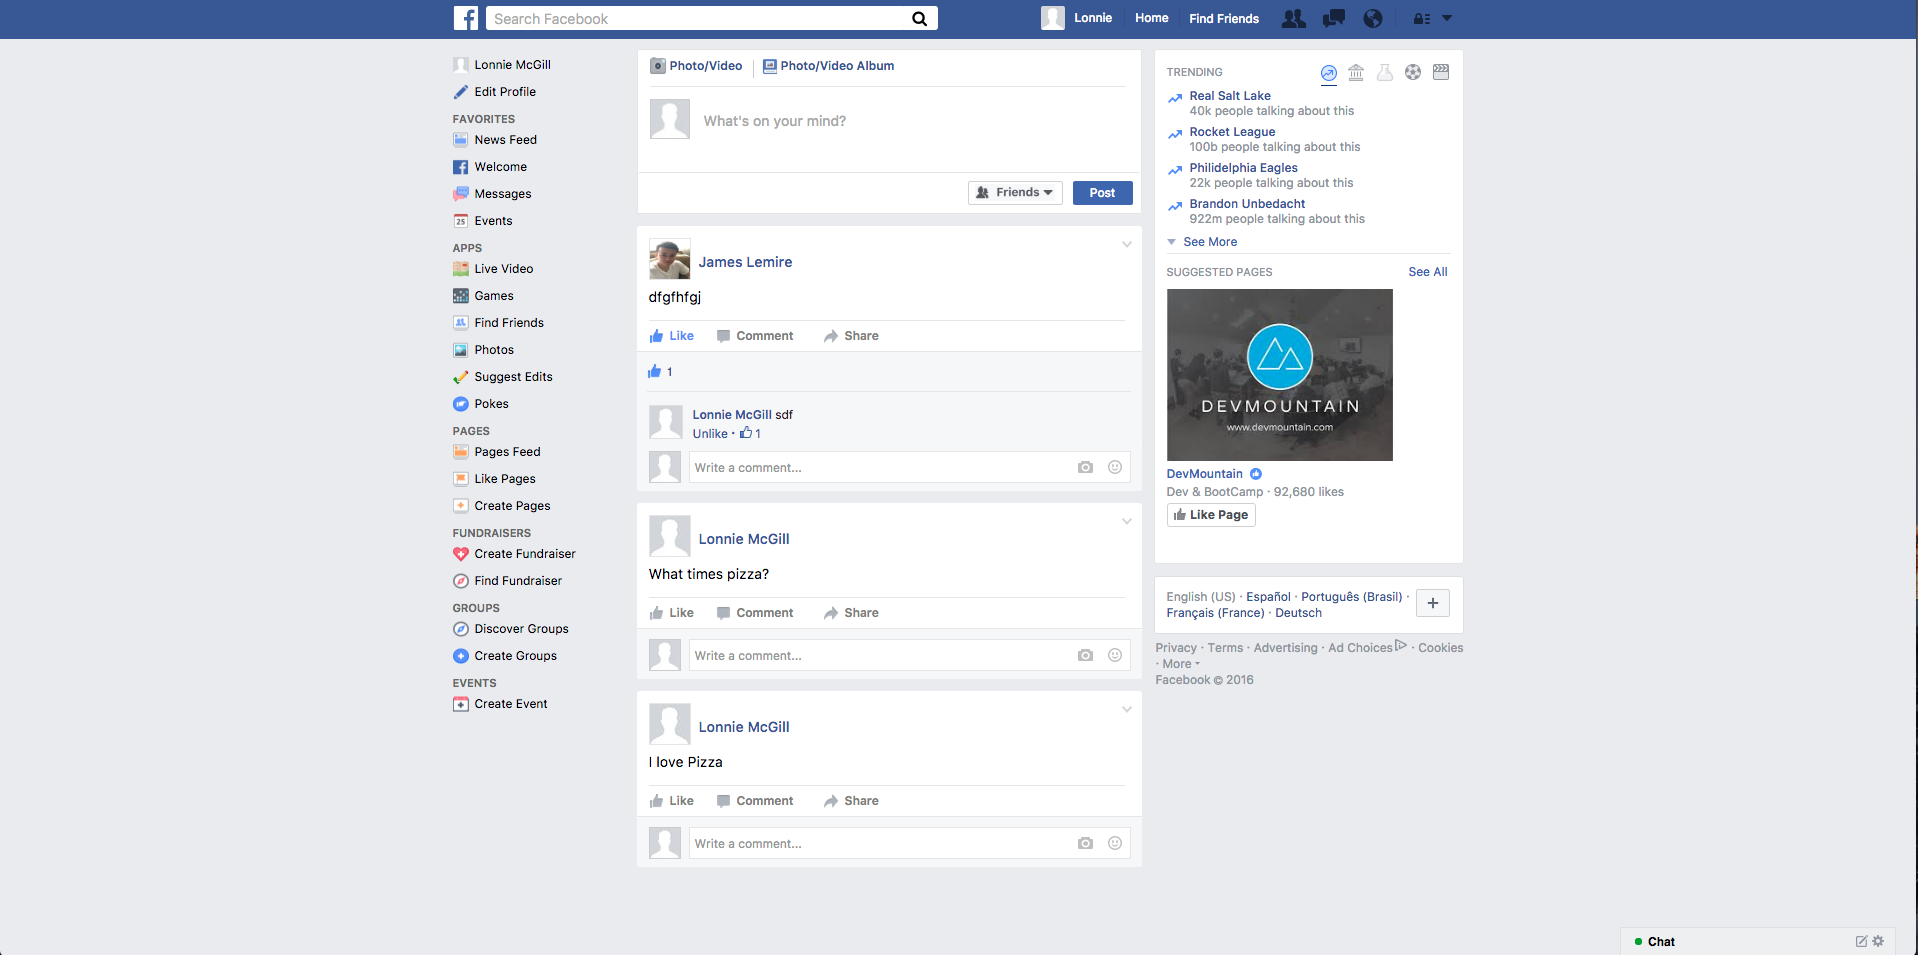 Search Facebook
Lonnie Home Find Friends
Lonnie McGill
Edit Profile
FAVORITES
News Feed
Welcome
Messages
25 Events
APPS
Live Video
Games
Find Friends
Photos
Suggest Edits
Pokes
PAGES
Pages Feed
Like Pages
Create Pages
FUNDRAISERS
Create Fundraiser
Find Fundraiser
GROUPS
Discover Groups
Create Groups
EVENTS
Create Event
Photo/Video Photo/Video Album
What's on your mind?
Friends Post
James Lemire
dfgfhfgj
Like Comment Share
1
Lonnie McGill sdf
Unlike · 1
Write a comment...
Lonnie McGill
What times pizza?
Like Comment Share
Write a comment...
Lonnie McGill
I love Pizza
Like Comment Share
Write a comment...
TRENDING
Real Salt Lake
40k people talking about this
Rocket League
100b people talking about this
Philidelphia Eagles
22k people talking about this
Brandon Unbedacht
922m people talking about this
See More
SUGGESTED PAGES See All
DEVMOUNTAIN
www.devmountain.com
DevMountain
Dev & BootCamp · 92,680 likes
Like Page
English (US) · Español · Português (Brasil) ·
Français (France) · Deutsch
+
Privacy · Terms · Advertising · Ad Choices · Cookies
· More
Facebook © 2016
Chat